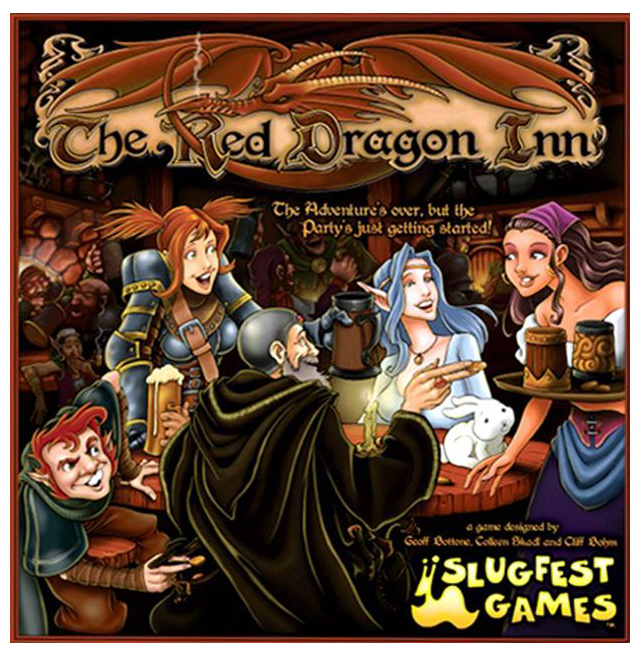 The Red Dragon Inn
The Adventure's over, but the
Party's just getting started!
a game designed by
Geoff Bottone, Colleen Skadl and Cliff Bohm
SLUGFEST
GAMES
TM